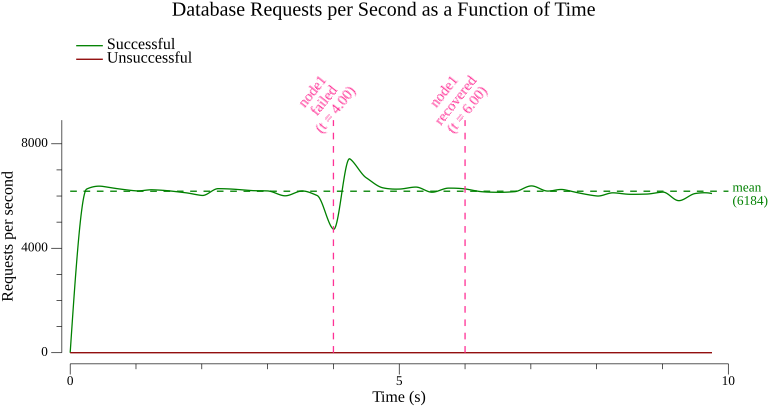 Database Requests per Second as a Function of Time
Successful
Unsuccessful
node1
failed
(t = 4.00)
node1
recovered
(t = 6.00)
8000
4000
0
Requests per second
mean
(6184)
0
5
10
Time (s)